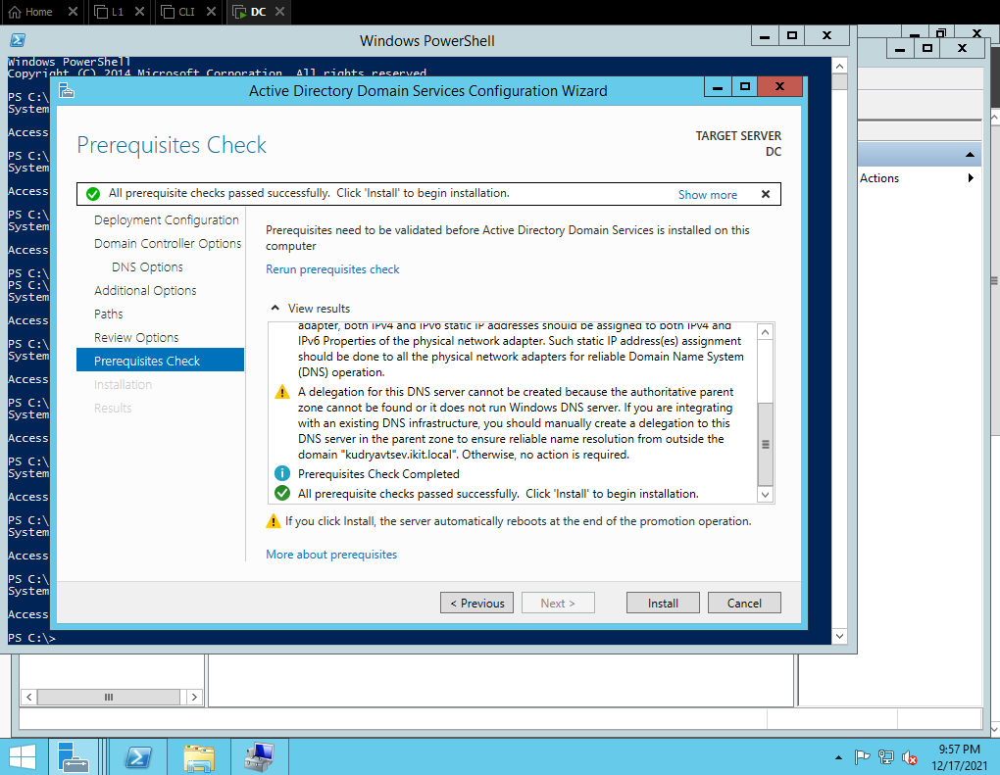 Home
L1
CLI
DC
Windows PowerShell
Windows PowerShell
Copyright (C) 2014 Microsoft Corporation. All rights reserved.
Active Directory Domain Services Configuration Wizard
PS C:\
System
Access
PS C:\
System
Access
PS C:\
System
Access
PS C:\
PS C:\
System
Access
PS C:\
System
Access
PS C:\
System
Access
PS C:\
System
Access
PS C:\
System
Access
PS C:\
System
Access
PS C:\>
Prerequisites Check
TARGET SERVER
DC
All prerequisite checks passed successfully. Click 'Install' to begin installation.
Show more
Deployment Configuration
Domain Controller Options
DNS Options
Additional Options
Paths
Review Options
Prerequisites Check
Installation
Results
Prerequisites need to be validated before Active Directory Domain Services is installed on this
computer
Rerun prerequisites check
View results
adapter, both IPv4 and IPv6 static IP addresses should be assigned to both IPv4 and
IPv6 Properties of the physical network adapter. Such static IP address(es) assignment
should be done to all the physical network adapters for reliable Domain Name System
(DNS) operation.
A delegation for this DNS server cannot be created because the authoritative parent
zone cannot be found or it does not run Windows DNS server. If you are integrating
with an existing DNS infrastructure, you should manually create a delegation to this
DNS server in the parent zone to ensure reliable name resolution from outside the
domain "kudryavtsev.ikit.local". Otherwise, no action is required.
Prerequisites Check Completed
All prerequisite checks passed successfully. Click 'Install' to begin installation.
If you click Install, the server automatically reboots at the end of the promotion operation.
More about prerequisites
< Previous
Next >
Install
Cancel
Actions
9:57 PM
12/17/2021